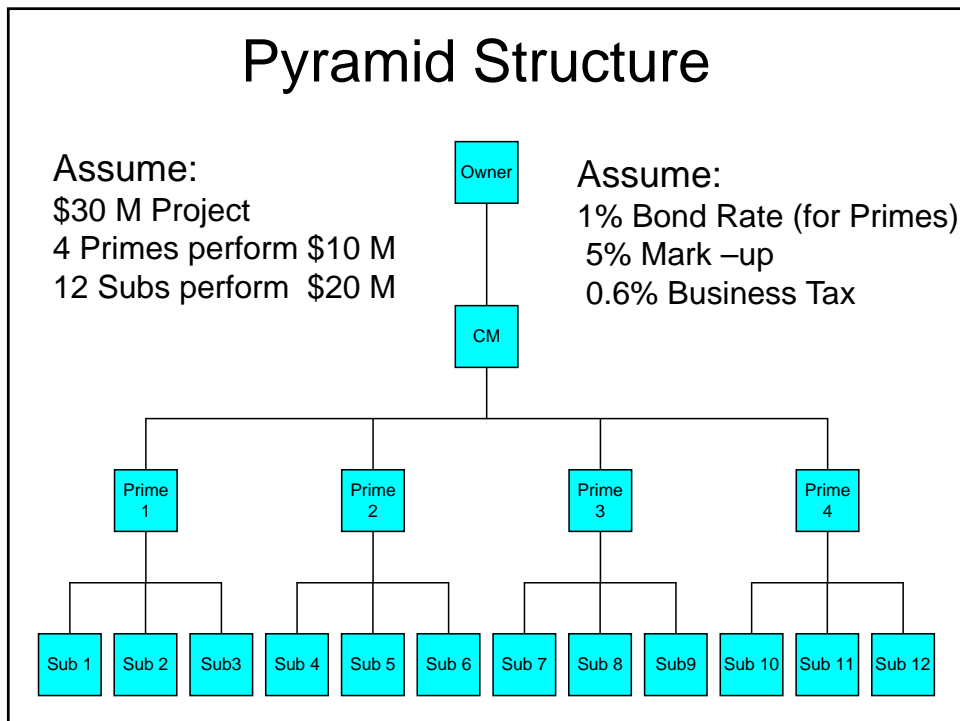 Pyramid Structure
Assume:
$30 M Project
4 Primes perform $10 M
12 Subs perform $20 M
Owner
Assume:
1% Bond Rate (for Primes)
5% Mark –up
0.6% Business Tax
CM
Prime
1
Prime
2
Prime
3
Prime
4
Sub 1
Sub 2
Sub3
Sub 4
Sub 5
Sub 6
Sub 7
Sub 8
Sub9
Sub 10
Sub 11
Sub 12